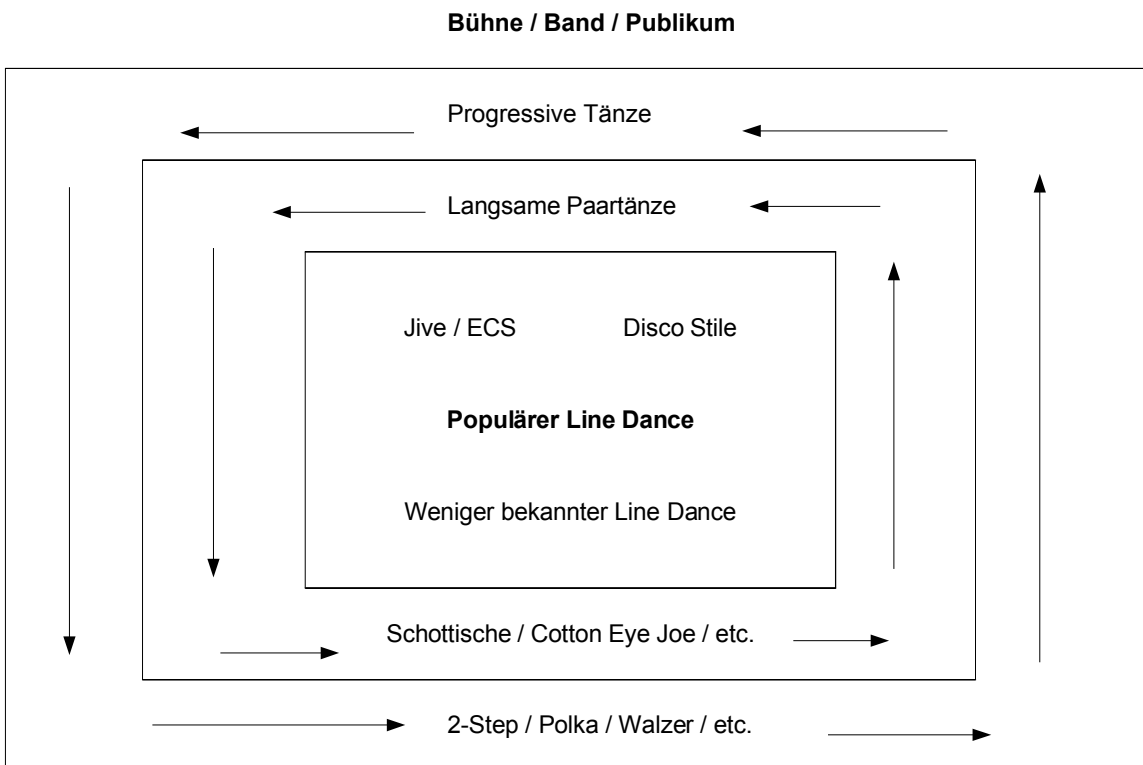 Bühne / Band / Publikum
Progressive Tänze
Langsame Paartänze
Jive / ECS
Disco Stile
Populärer Line Dance
Weniger bekannter Line Dance
Schottische / Cotton Eye Joe / etc.
2-Step / Polka / Walzer / etc.